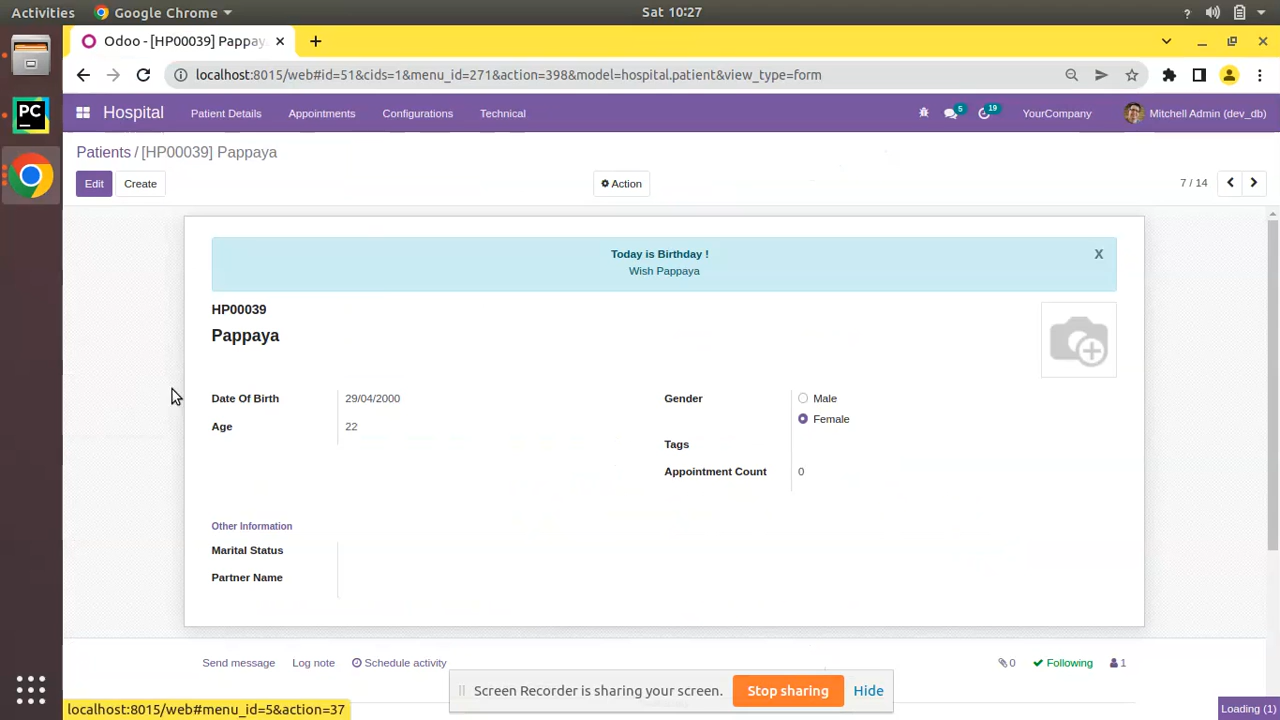 Activities Google Chrome Sat 10:27 ?
Odoo - [HP00039] Pappay
localhost:8015/web#id=51&cids=1&menu_id=271&action=398&model=hospital.patient&view_type=form
PC
Hospital Patient Details Appointments Configurations Technical 5 19 YourCompany Mitchell Admin (dev_db)
Patients / [HP00039] Pappaya
Edit Create Action 7 / 14
Today is Birthday ! X
Wish Pappaya
HP00039
Pappaya
Date Of Birth 29/04/2000 Gender Male
Age 22 Female
Tags
Appointment Count 0
Other Information
Marital Status
Partner Name
Send message Log note Schedule activity 0 Following 1
Screen Recorder is sharing your screen. Stop sharing Hide
localhost:8015/web#menu_id=5&action=37 Loading (1)